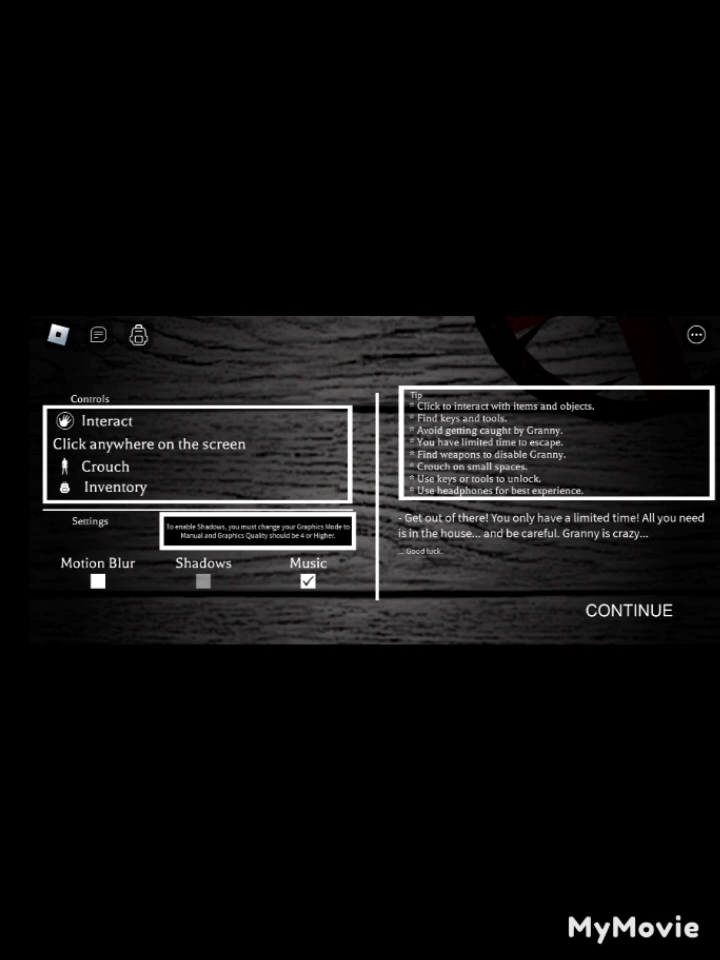 Controls
Interact
Click anywhere on the screen
Crouch
Inventory
Settings
To enable Shadows, you must change your Graphics Mode to
Manual and Graphics Quality should be 4 or Higher.
Motion Blur
Shadows
Music
Tip
* Click to interact with items and objects.
* Find keys and tools.
* Avoid getting caught by Granny.
* You have limited time to escape.
* Find weapons to disable Granny.
* Crouch on small spaces.
* Use keys or tools to unlock.
* Use headphones for best experience.
- Get out of there! You only have a limited time! All you need
is in the house... and be careful. Granny is crazy...
... Good luck.
CONTINUE
MyMovie